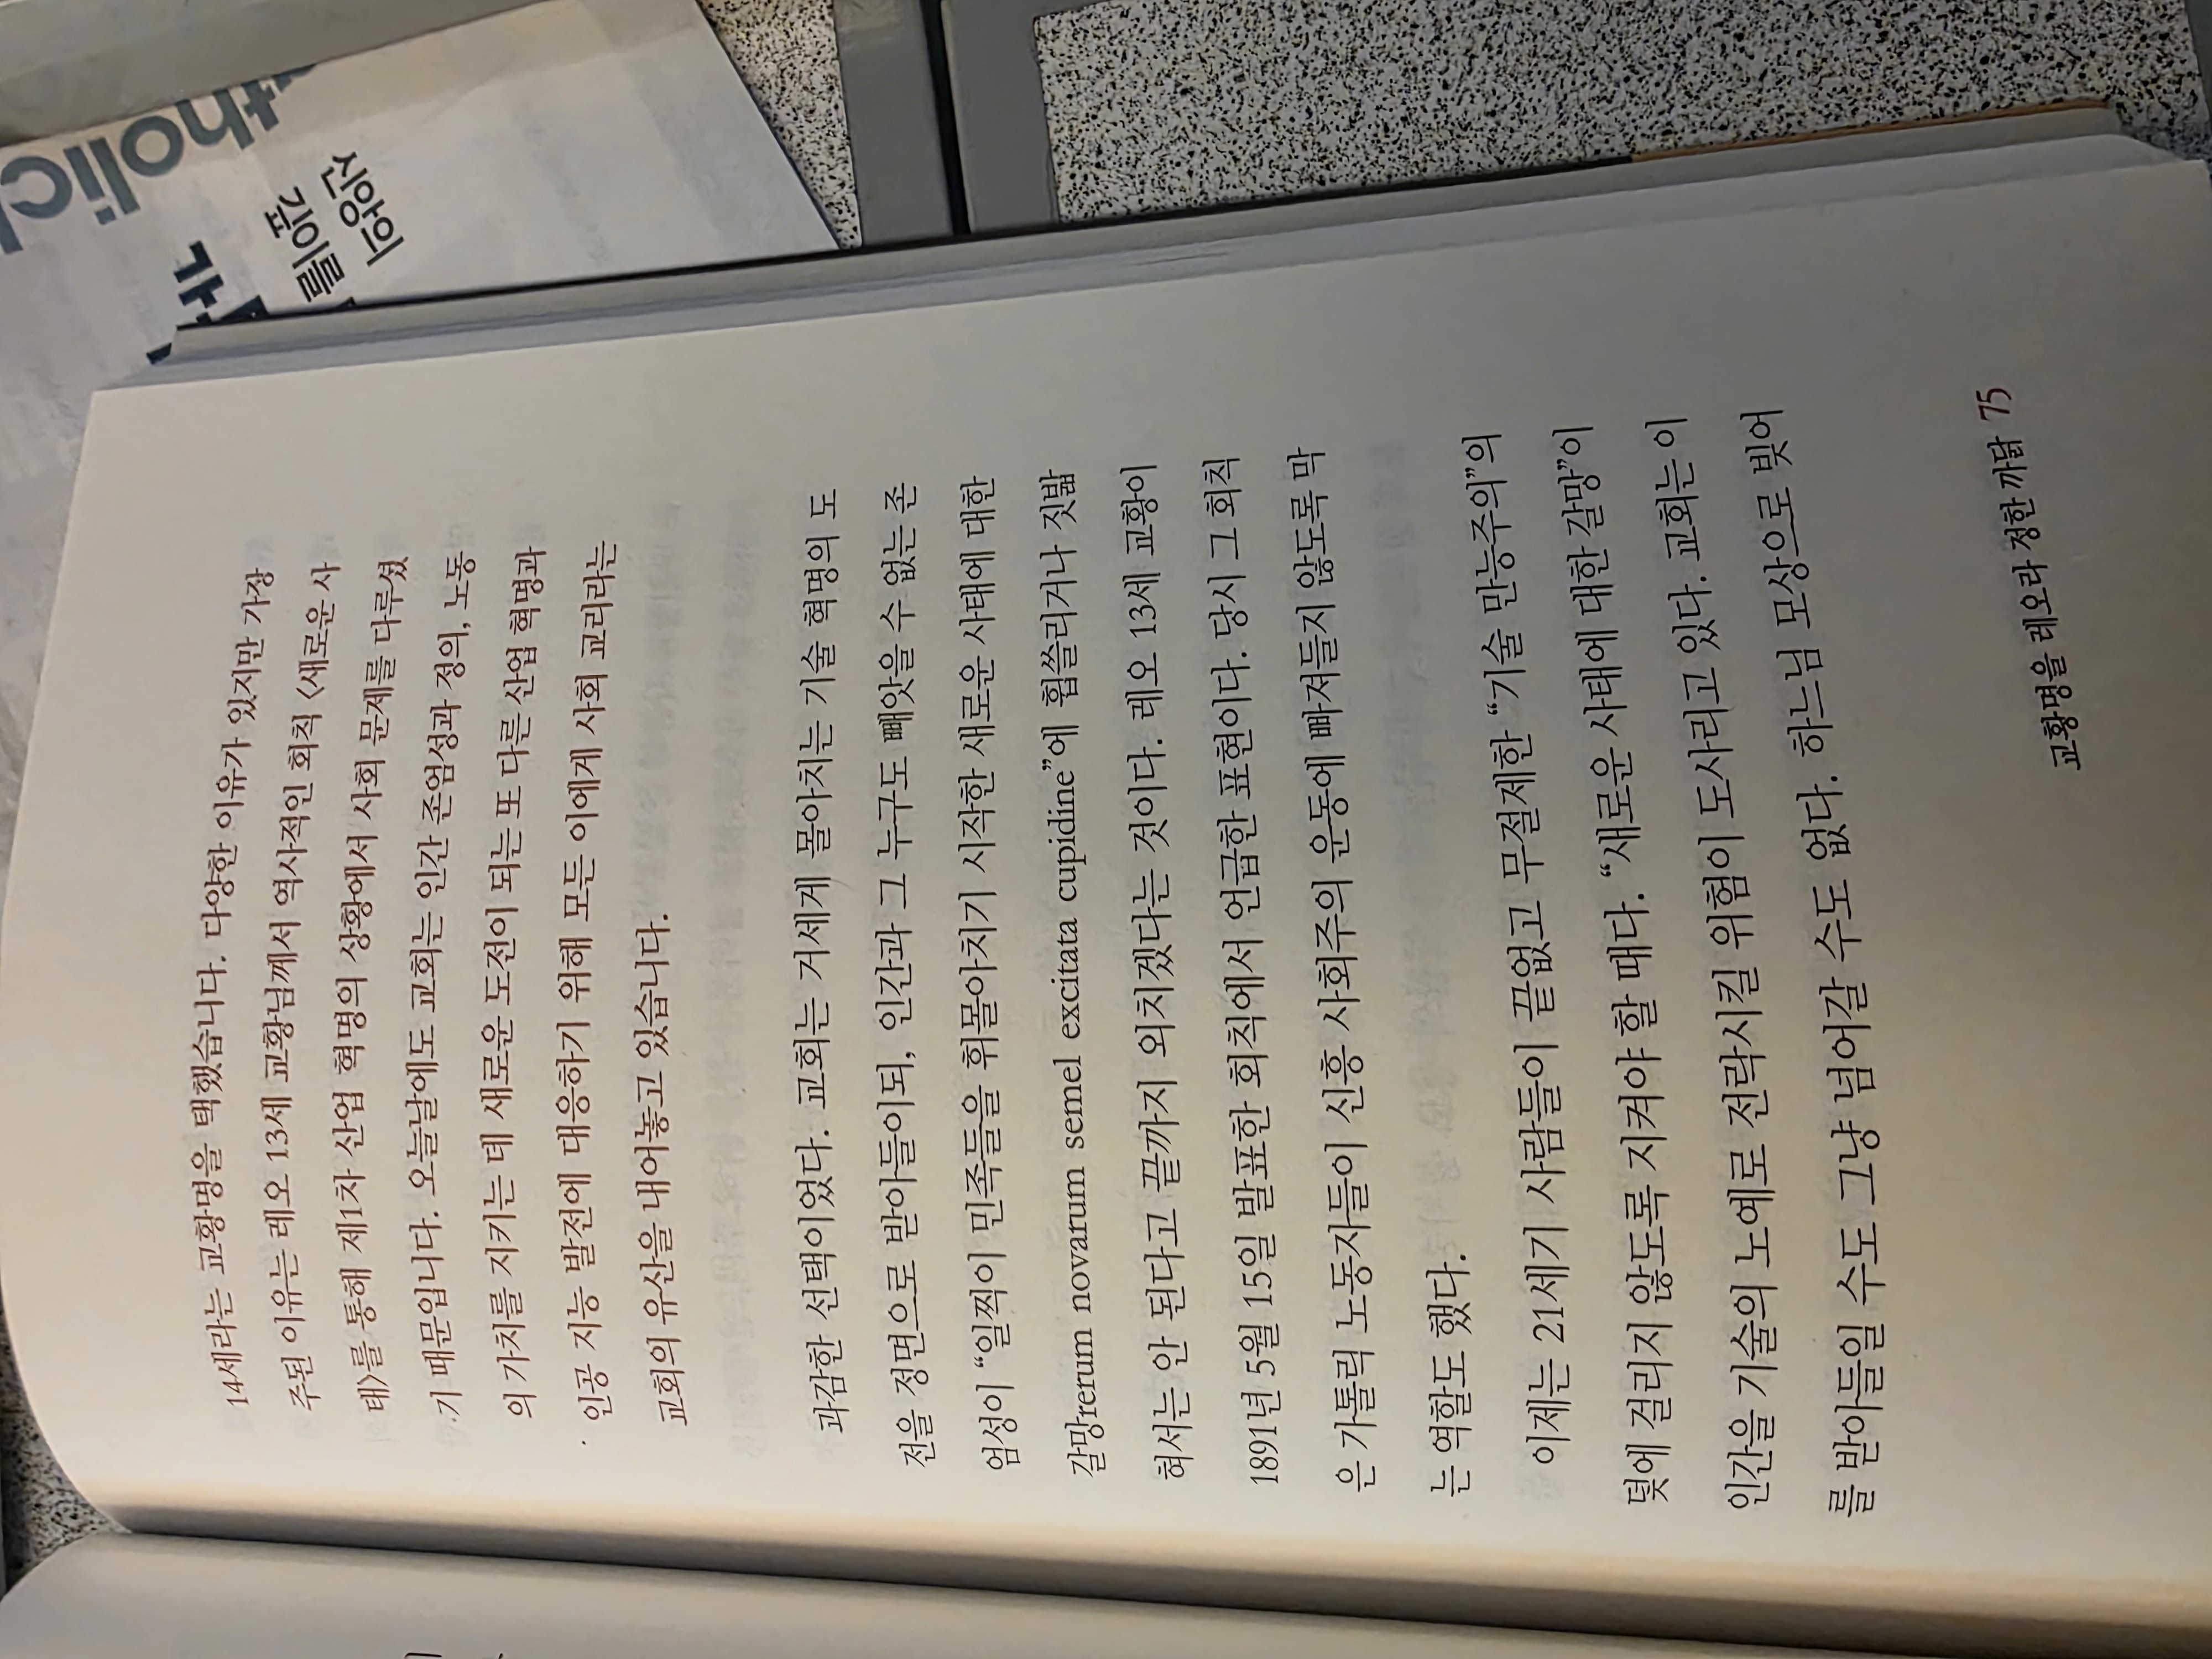 14세라는 교황명을 택했습니다. 다양한 이유가 있지만 가장
주된 이유는 레오 13세 교황님께서 역사적인 회칙 〈새로운 사
태〉를 통해 제1차 산업 혁명의 상황에서 사회 문제를 다루셨
기 때문입니다. 오늘날에도 교회는 인간 존엄성과 정의, 노동
의 가치를 지키는 데 새로운 도전이 되는 또 다른 산업 혁명과
인공 지능 발전에 대응하기 위해 모든 이에게 사회 교리라는
교회의 유산을 내어놓고 있습니다.
과감한 선택이었다. 교회는 거세게 몰아치는 기술 혁명의 도
전을 정면으로 받아들이되, 인간과 그 누구도 빼앗을 수 없는 존
엄성이 “일찍이 민족들을 휘몰아치기 시작한 새로운 사태에 대한
갈망rerum novarum semel excitata cupidine”에 휩쓸리거나 짓밟
혀서는 안 된다고 끝까지 외치겠다는 것이다. 레오 13세 교황이
1891년 5월 15일 발표한 회칙에서 언급한 표현이다. 당시 그 회칙
은 가톨릭 노동자들이 신흥 사회주의 운동에 빠져들지 않도록 막
는 역할도 했다.
이제는 21세기 사람들이 끝없고 무절제한 “기술 만능주의”의
덫에 걸리지 않도록 지켜야 할 때다. “새로운 사태에 대한 갈망”이
인간을 기술의 노예로 전락시킬 위험이 도사리고 있다. 교회는 이
를 받아들일 수도 그냥 넘어갈 수도 없다. 하느님 모상으로 빚어
교황명을 레오라 정한 까닭 75
tholic
신앙의
깊이를